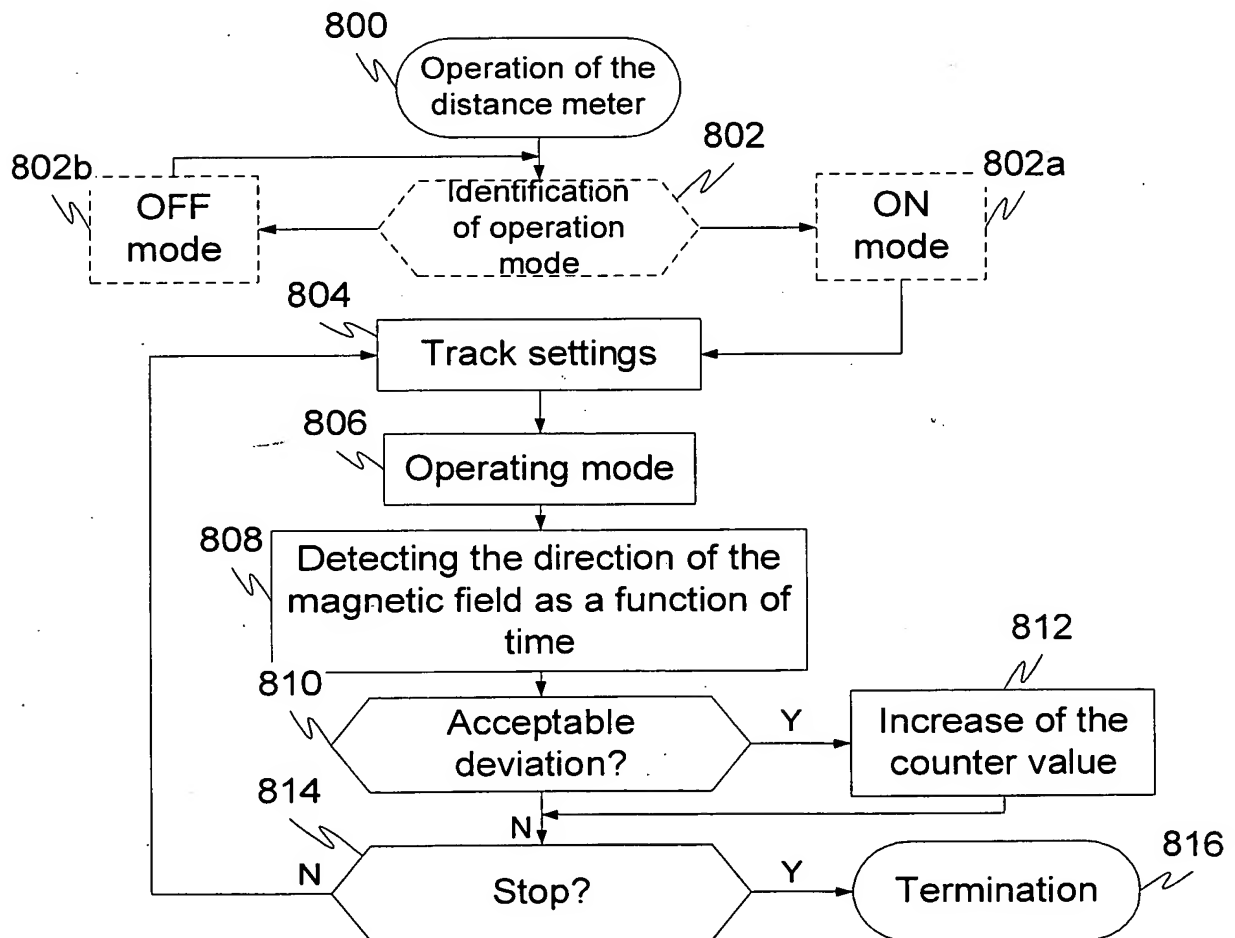 800
Operation of the
distance meter
802
802b
802a
OFF
mode
Identification
of operation
mode
ON
mode
804
Track settings
806
Operating mode
808
Detecting the direction of the
magnetic field as a function of
time
812
810
Acceptable
deviation?
Y
Increase of the
counter value
814
N
816
N
Stop?
Y
Termination